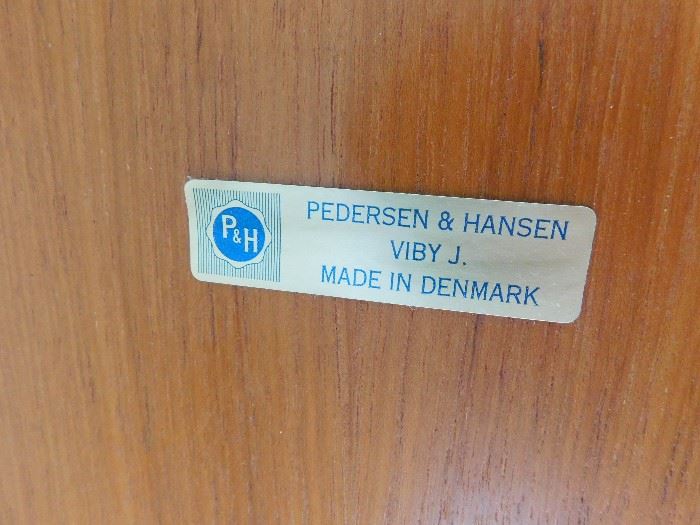 P&H
PEDERSEN & HANSEN
VIBY J.
MADE IN DENMARK